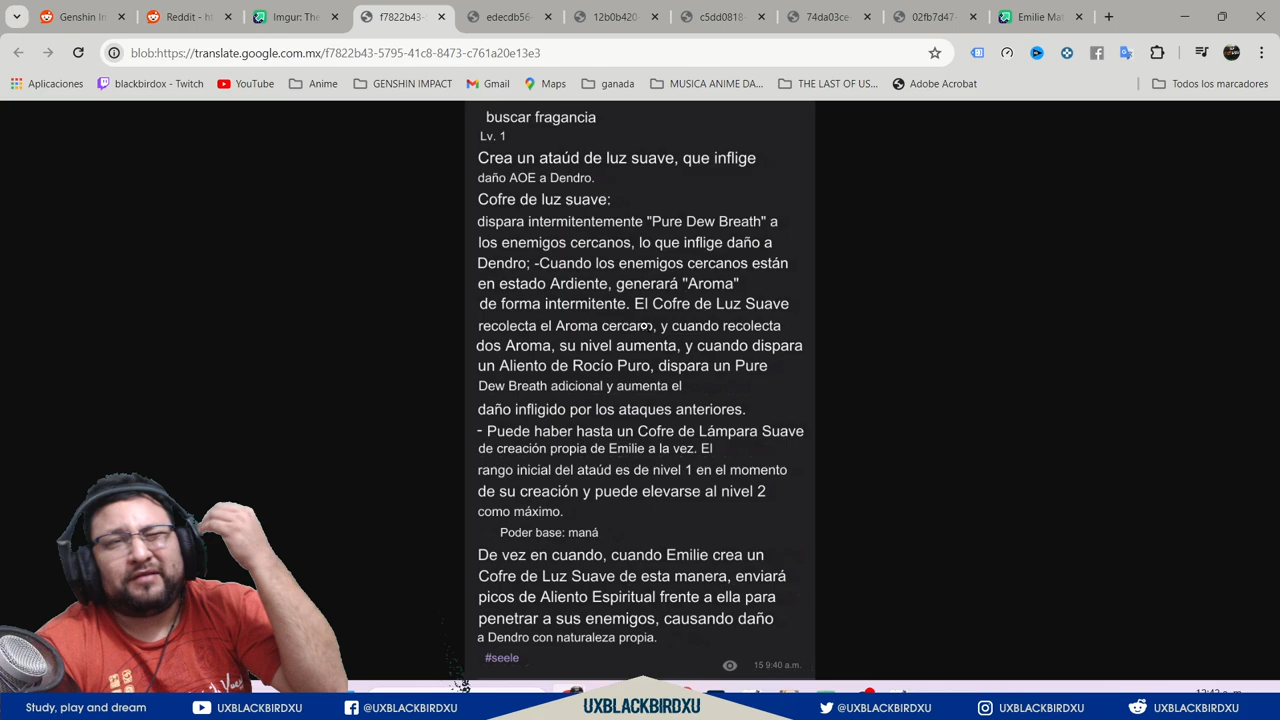 Genshin In
Reddit - ht
Imgur: The
f7822b43-
edecdb56-
12b0b420
c5dd0818-
74da03ce-
02fb7d47-
Emilie Ma
blob:https://translate.google.com.mx/f7822b43-5795-41c8-8473-c761a20e13e3
Aplicaciones
blackbirdox - Twitch
YouTube
Anime
GENSHIN IMPACT
Gmail
Maps
ganada
MUSICA ANIME DA...
THE LAST OF US...
Adobe Acrobat
Todos los marcadores
buscar fragancia
Lv. 1
Crea un ataúd de luz suave, que inflige
daño AOE a Dendro.
Cofre de luz suave:
dispara intermitentemente "Pure Dew Breath" a
los enemigos cercanos, lo que inflige daño a
Dendro; -Cuando los enemigos cercanos están
en estado Ardiente, generará "Aroma"
de forma intermitente. El Cofre de Luz Suave
recolecta el Aroma cercano, y cuando recolecta
dos Aroma, su nivel aumenta, y cuando dispara
un Aliento de Rocío Puro, dispara un Pure
Dew Breath adicional y aumenta el
daño infligido por los ataques anteriores.
- Puede haber hasta un Cofre de Lámpara Suave
de creación propia de Emilie a la vez. El
rango inicial del ataúd es de nivel 1 en el momento
de su creación y puede elevarse al nivel 2
como máximo.
Poder base: maná
De vez en cuando, cuando Emilie crea un
Cofre de Luz Suave de esta manera, enviará
picos de Aliento Espiritual frente a ella para
penetrar a sus enemigos, causando daño
a Dendro con naturaleza propia.
#seele
15 9:40 a.m.
Study, play and dream
UXBLACKBIRDXU
@UXBLACKBIRDXU
UXBLACKBIRDXU
@UXBLACKBIRDXU
UXBLACKBIRDXU
UXBLACKBIRDXU